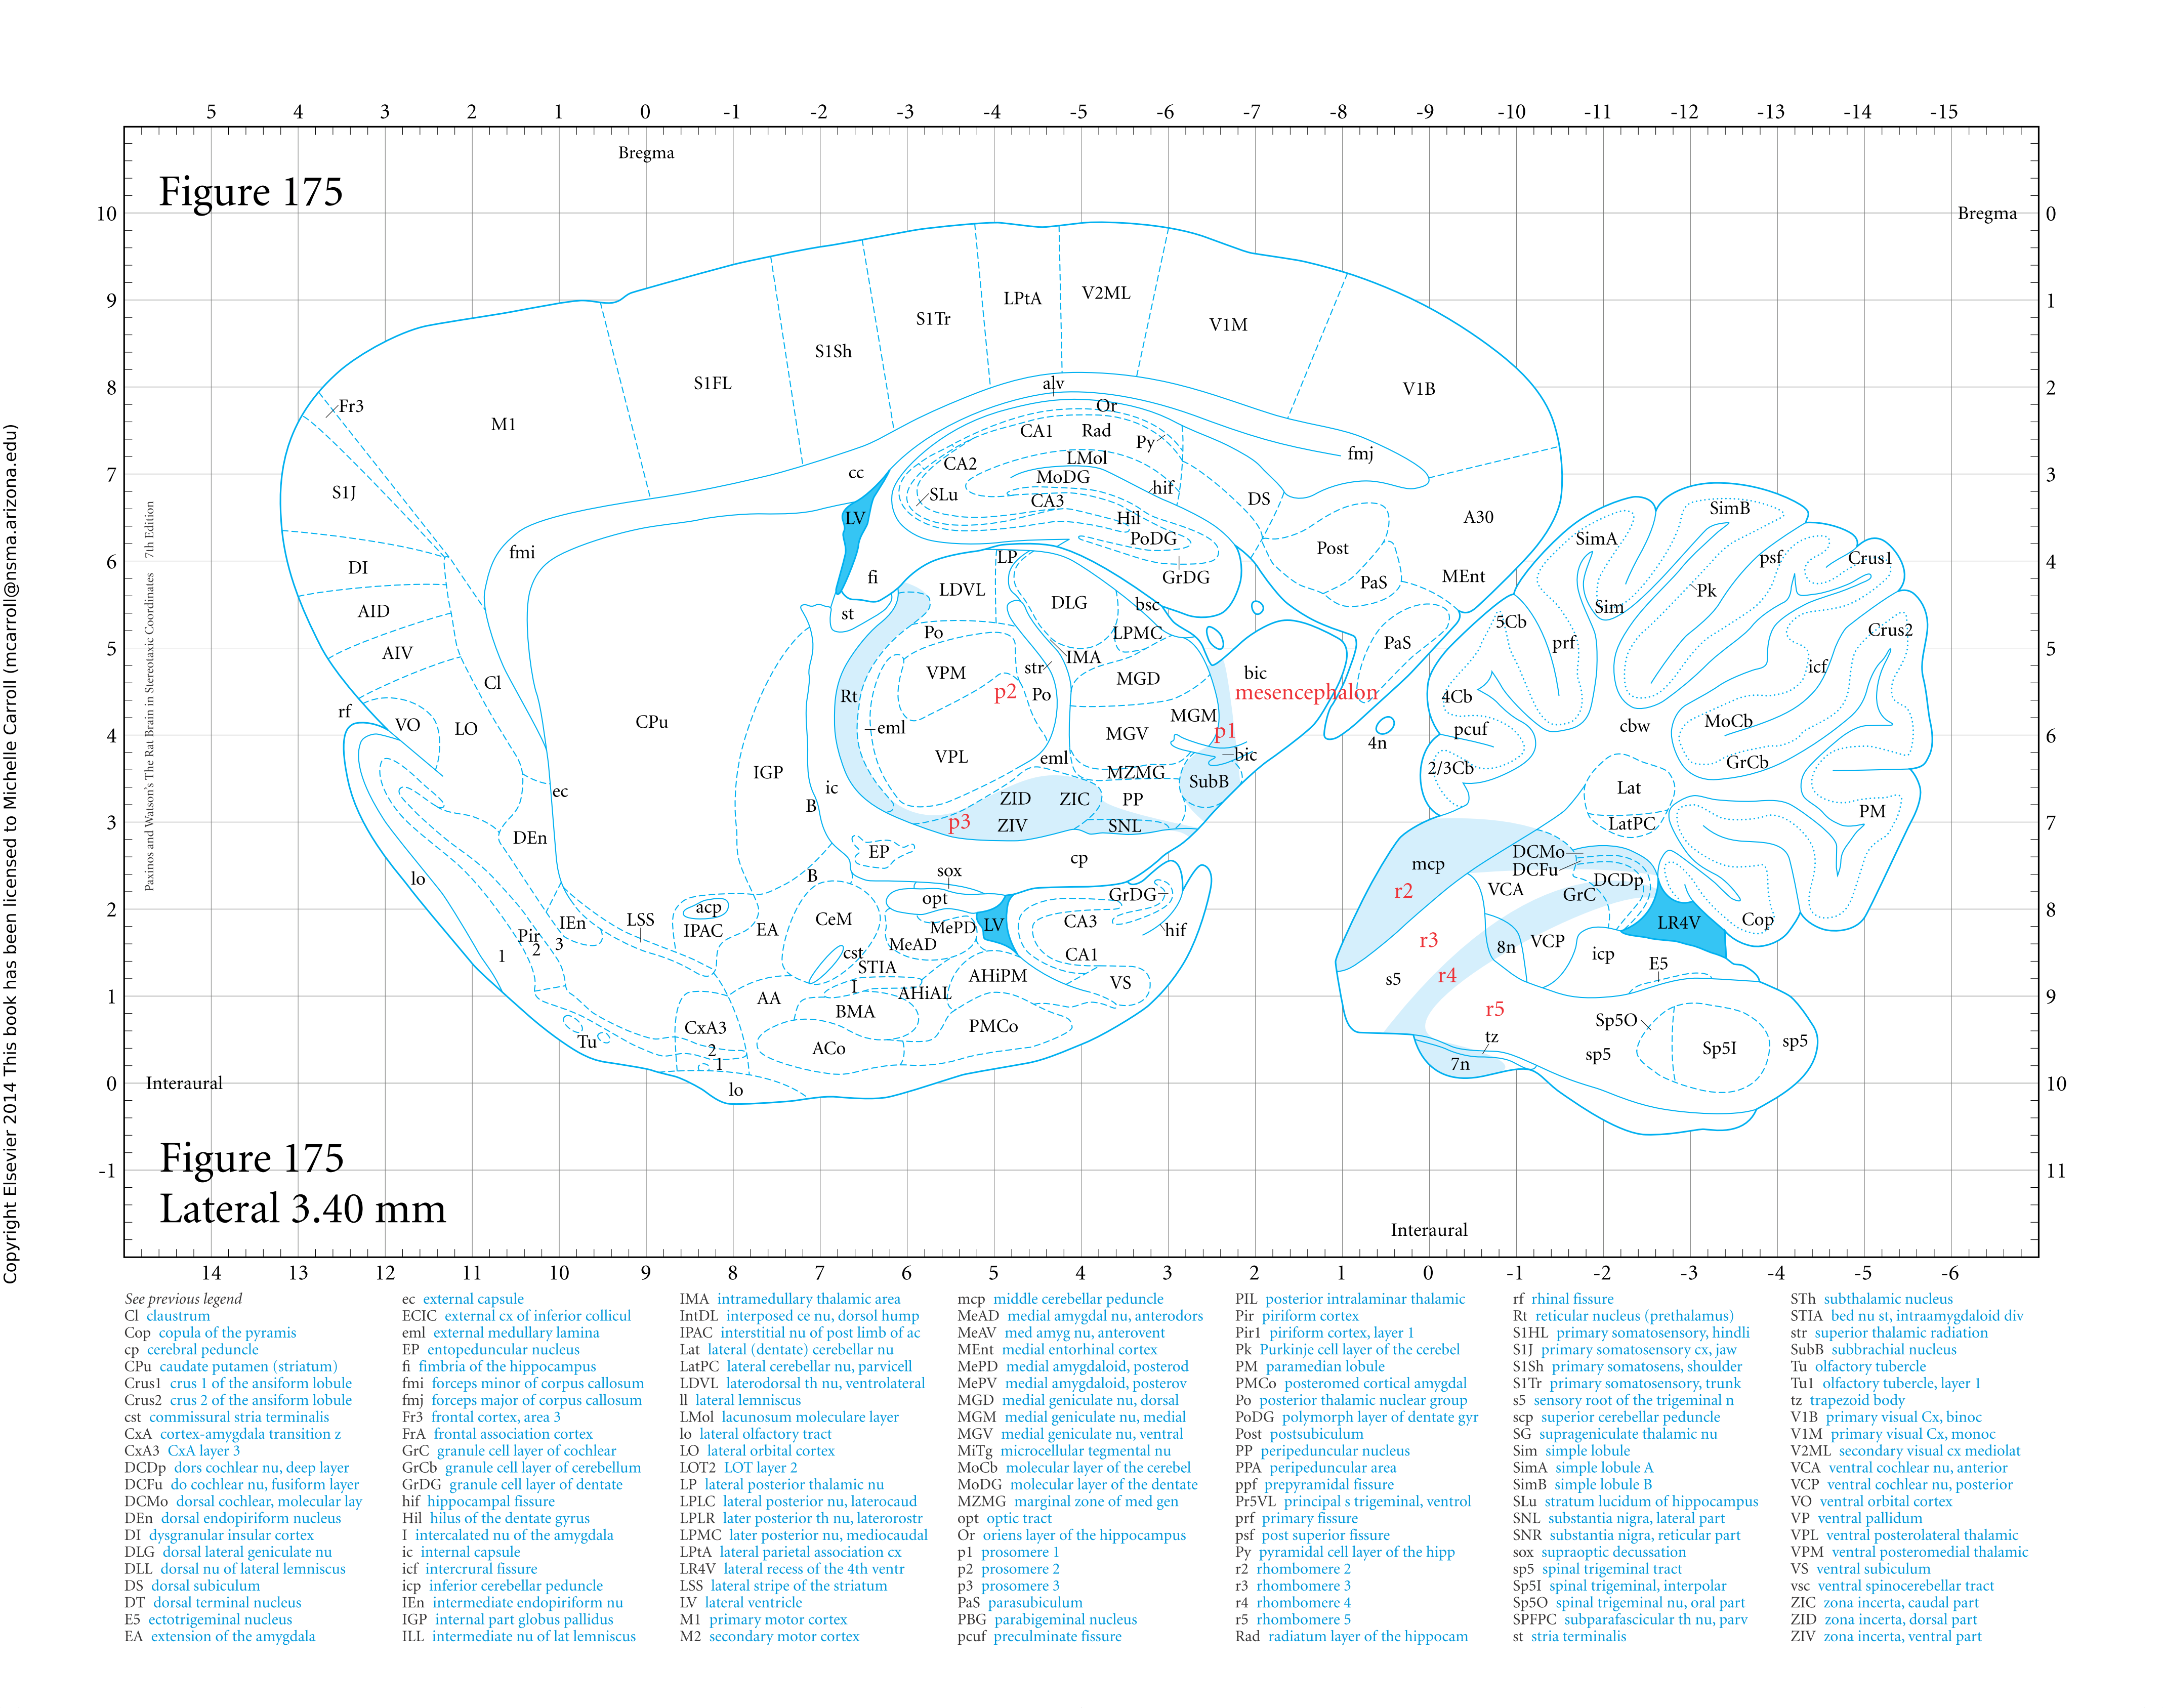 5 4 3 2 1 0 -1 -2 -3 -4 -5 -6 -7 -8 -9 -10 -11 -12 -13 -14 -15
Bregma
Figure 175
10 Bregma 0
9 1
8 2
7 3
6 4
5 5
4 6
3 7
2 8
1 9
0 Interaural 10
-1 11
LPtA V2ML
S1Tr V1M
S1Sh
S1FL alv V1B
Fr3 Or
M1 CA1 Rad Py
fmj
CA2 LMol
cc MoDG
S1J SLu CA3 hif DS
LV Hil A30 SimB
PoDG SimA
fmi LP Post psf Crus1
DI fi GrDG PaS MEnt
LDVL DLG bsc Pk
AID st Sim
Po LPMC 5Cb Crus2
AIV str IMA PaS prf
Cl VPM MGD bic icf
Rt p2 Po mesencephalon 4Cb
rf VO LO CPu MGM MoCb
eml MGV p1 4n pcuf cbw
VPL eml bic GrCb
IGP MZMG 2/3Cb
ic SubB Lat
ec B ZID ZIC PP
p3 ZIV SNL LatPC PM
DEn
EP cp mcp DCMo
DCFu
lo B sox DCDp
opt GrDG r2 VCA GrC
acp
IEn LSS CeM LV CA3 LR4V Cop
Pir IPAC EA MePD hif r3
1 2 3 MeAD 8n VCP
cst CA1 icp
STIA AHiPM s5 r4 E5
I AHiAL VS
AA BMA r5
CxA3 PMCo Sp5O
Tu 2 ACo tz Sp5I sp5
1 7n sp5
lo
Figure 175
Lateral 3.40 mm
Interaural
14 13 12 11 10 9 8 7 6 5 4 3 2 1 0 -1 -2 -3 -4 -5 -6
Paxinos and Watson's The Rat Brain in Stereotaxic Coordinates 7th Edition
Copyright Elsevier 2014 This book has been licensed to Michelle Carroll (mcarroll@nsma.arizona.edu)
See previous legend
Cl claustrum
Cop copula of the pyramis
cp cerebral peduncle
CPu caudate putamen (striatum)
Crus1 crus 1 of the ansiform lobule
Crus2 crus 2 of the ansiform lobule
cst commissural stria terminalis
CxA cortex-amygdala transition z
CxA3 CxA layer 3
DCDp dors cochlear nu, deep layer
DCFu do cochlear nu, fusiform layer
DCMo dorsal cochlear, molecular lay
DEn dorsal endopiriform nucleus
DI dysgranular insular cortex
DLG dorsal lateral geniculate nu
DLL dorsal nu of lateral lemniscus
DS dorsal subiculum
DT dorsal terminal nucleus
E5 ectotrigeminal nucleus
EA extension of the amygdala
ec external capsule
ECIC external cx of inferior collicul
eml external medullary lamina
EP entopeduncular nucleus
fi fimbria of the hippocampus
fmi forceps minor of corpus callosum
fmj forceps major of corpus callosum
Fr3 frontal cortex, area 3
FrA frontal association cortex
GrC granule cell layer of cochlear
GrCb granule cell layer of cerebellum
GrDG granule cell layer of dentate
hif hippocampal fissure
Hil hilus of the dentate gyrus
I intercalated nu of the amygdala
ic internal capsule
icf intercrural fissure
icp inferior cerebellar peduncle
IEn intermediate endopiriform nu
IGP internal part globus pallidus
ILL intermediate nu of lat lemniscus
IMA intramedullary thalamic area
IntDL interposed ce nu, dorsol hump
IPAC interstitial nu of post limb of ac
Lat lateral (dentate) cerebellar nu
LatPC lateral cerebellar nu, parvicell
LDVL laterodorsal th nu, ventrolateral
ll lateral lemniscus
LMol lacunosum moleculare layer
lo lateral olfactory tract
LO lateral orbital cortex
LOT2 LOT layer 2
LP lateral posterior thalamic nu
LPLC lateral posterior nu, laterocaud
LPLR later posterior th nu, laterorostr
LPMC later posterior nu, mediocaudal
LPtA lateral parietal association cx
LR4V lateral recess of the 4th ventr
LSS lateral stripe of the striatum
LV lateral ventricle
M1 primary motor cortex
M2 secondary motor cortex
mcp middle cerebellar peduncle
MeAD medial amygdal nu, anterodors
MeAV med amyg nu, anterovent
MEnt medial entorhinal cortex
MePD medial amygdaloid, posterod
MePV medial amygdaloid, posterov
MGD medial geniculate nu, dorsal
MGM medial geniculate nu, medial
MGV medial geniculate nu, ventral
MiTg microcellular tegmental nu
MoCb molecular layer of the cerebel
MoDG molecular layer of the dentate
MZMG marginal zone of med gen
opt optic tract
Or oriens layer of the hippocampus
p1 prosomere 1
p2 prosomere 2
p3 prosomere 3
PaS parasubiculum
PBG parabigeminal nucleus
pcuf preculminate fissure
PIL posterior intralaminar thalamic
Pir piriform cortex
Pir1 piriform cortex, layer 1
Pk Purkinje cell layer of the cerebel
PM paramedian lobule
PMCo posteromed cortical amygdal
Po posterior thalamic nuclear group
PoDG polymorph layer of dentate gyr
Post postsubiculum
PP peripeduncular nucleus
PPA peripeduncular area
ppf prepyramidal fissure
Pr5VL principal s trigeminal, ventrol
prf primary fissure
psf post superior fissure
Py pyramidal cell layer of the hipp
r2 rhombomere 2
r3 rhombomere 3
r4 rhombomere 4
r5 rhombomere 5
Rad radiatum layer of the hippocam
rf rhinal fissure
Rt reticular nucleus (prethalamus)
S1HL primary somatosensory, hindli
S1J primary somatosensory cx, jaw
S1Sh primary somatosens, shoulder
S1Tr primary somatosensory, trunk
s5 sensory root of the trigeminal n
scp superior cerebellar peduncle
SG suprageniculate thalamic nu
Sim simple lobule
SimA simple lobule A
SimB simple lobule B
SLu stratum lucidum of hippocampus
SNL substantia nigra, lateral part
SNR substantia nigra, reticular part
sox supraoptic decussation
sp5 spinal trigeminal tract
Sp5I spinal trigeminal, interpolar
Sp5O spinal trigeminal nu, oral part
SPFPC subparafascicular th nu, parv
st stria terminalis
STh subthalamic nucleus
STIA bed nu st, intraamygdaloid div
str superior thalamic radiation
SubB subbrachial nucleus
Tu olfactory tubercle
Tu1 olfactory tubercle, layer 1
tz trapezoid body
V1B primary visual Cx, binoc
V1M primary visual Cx, monoc
V2ML secondary visual cx mediolat
VCA ventral cochlear nu, anterior
VCP ventral cochlear nu, posterior
VO ventral orbital cortex
VP ventral pallidum
VPL ventral posterolateral thalamic
VPM ventral posteromedial thalamic
VS ventral subiculum
vsc ventral spinocerebellar tract
ZIC zona incerta, caudal part
ZID zona incerta, dorsal part
ZIV zona incerta, ventral part